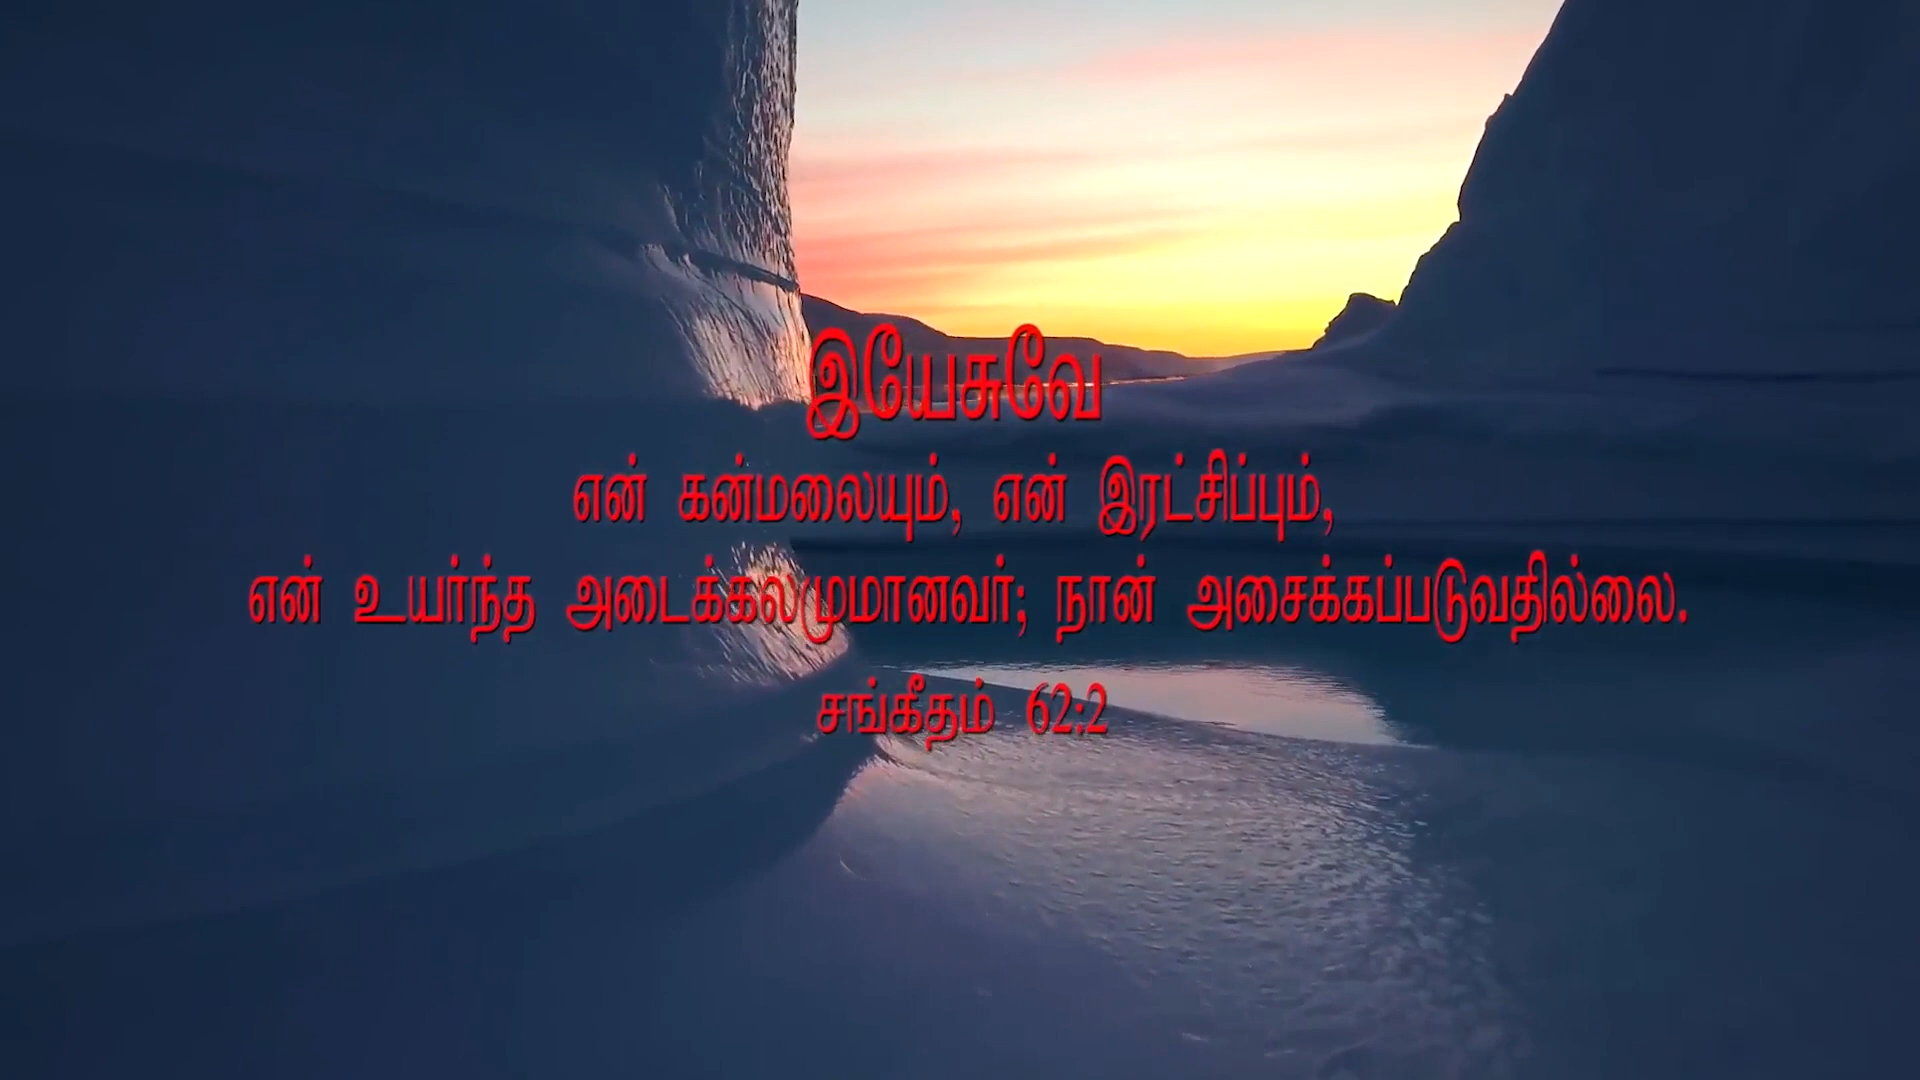 இயேசுவே
என் கன்மலையும், என் இரட்சிப்பும்,
என் உயர்ந்த அடைக்கலமுமானவர்; நான் அசைக்கப்படுவதில்லை.
சங்கீதம் 62:2